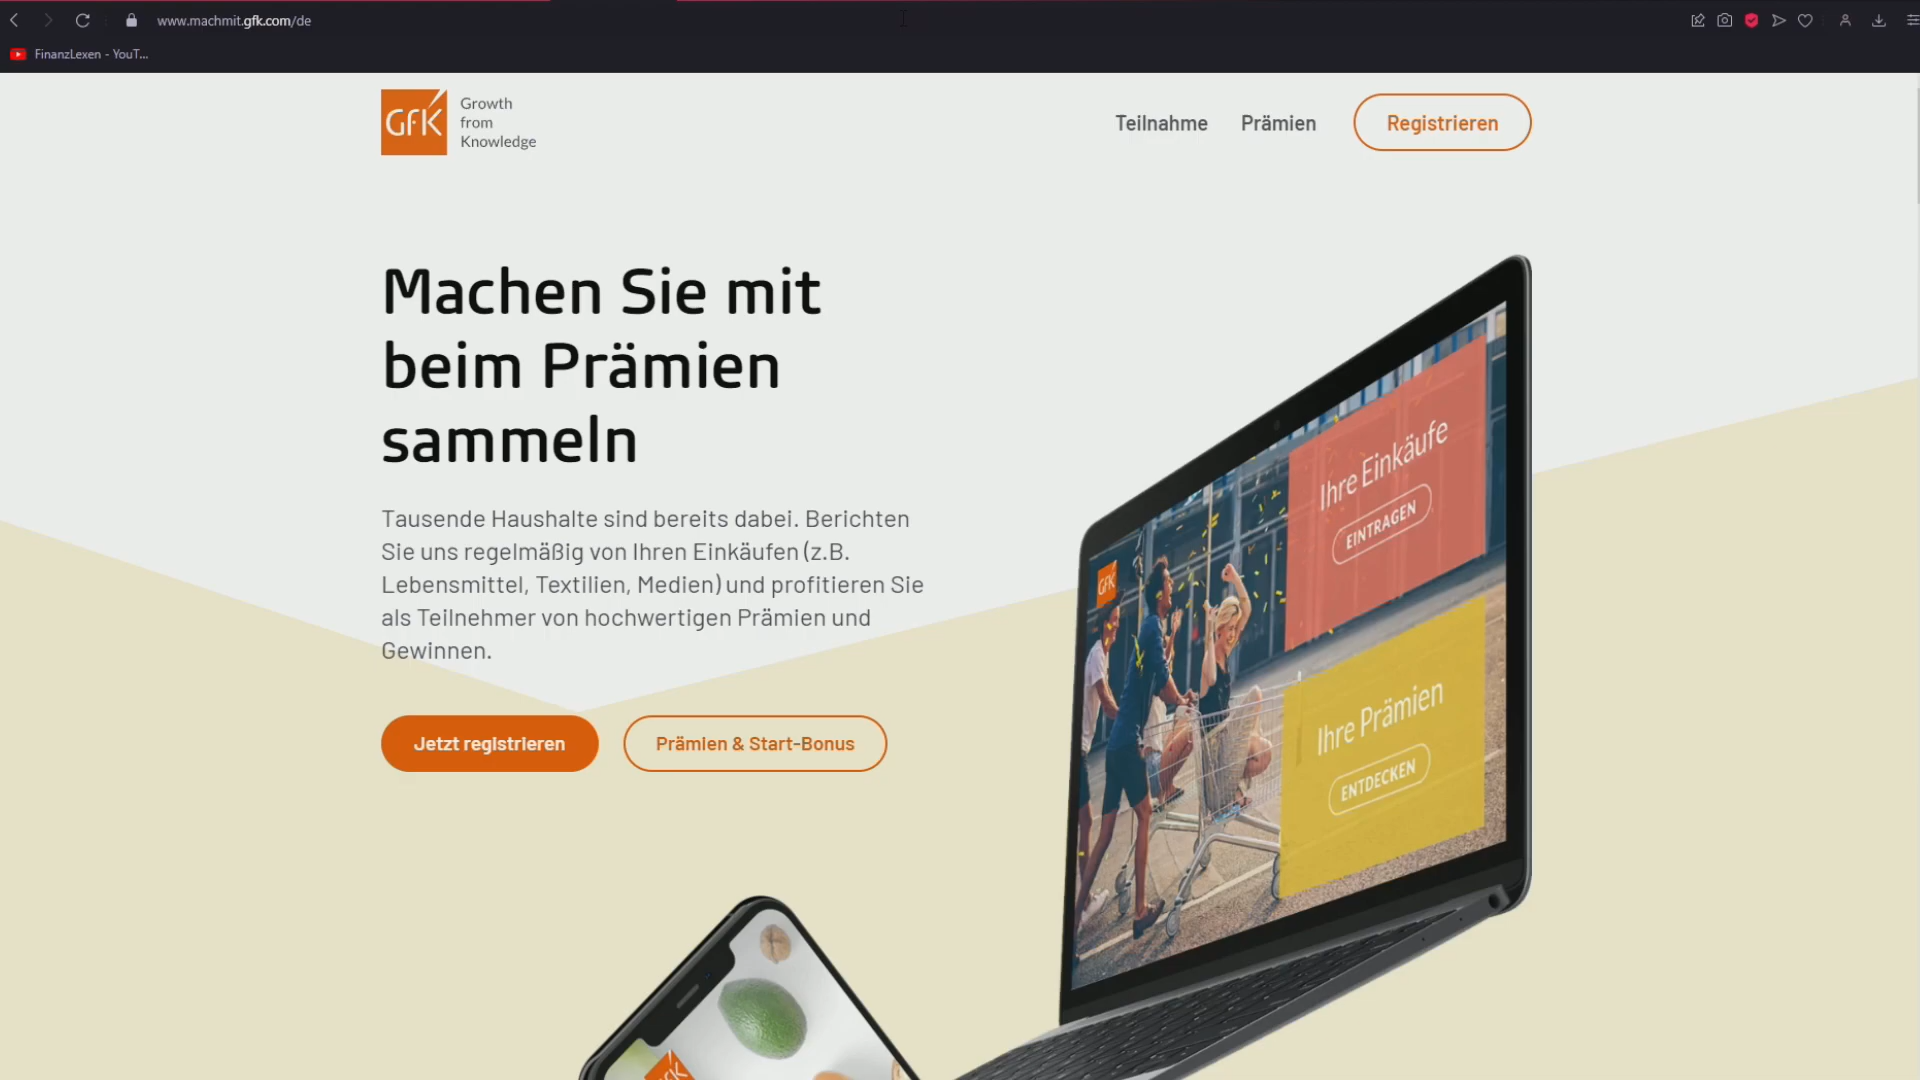 www.machmit.gfk.com/de
FinanzLexen - YouT...
GfK
Growth
from
Knowledge
Teilnahme
Prämien
Registrieren
Machen Sie mit
beim Prämien
sammeln
Tausende Haushalte sind bereits dabei. Berichten
Sie uns regelmäßig von Ihren Einkäufen (z.B.
Lebensmittel, Textilien, Medien) und profitieren Sie
als Teilnehmer von hochwertigen Prämien und
Gewinnen.
Jetzt registrieren
Prämien & Start-Bonus
Ihre Einkäufe
EINTRAGEN
GfK
Ihre Prämien
ENTDECKEN
GfK